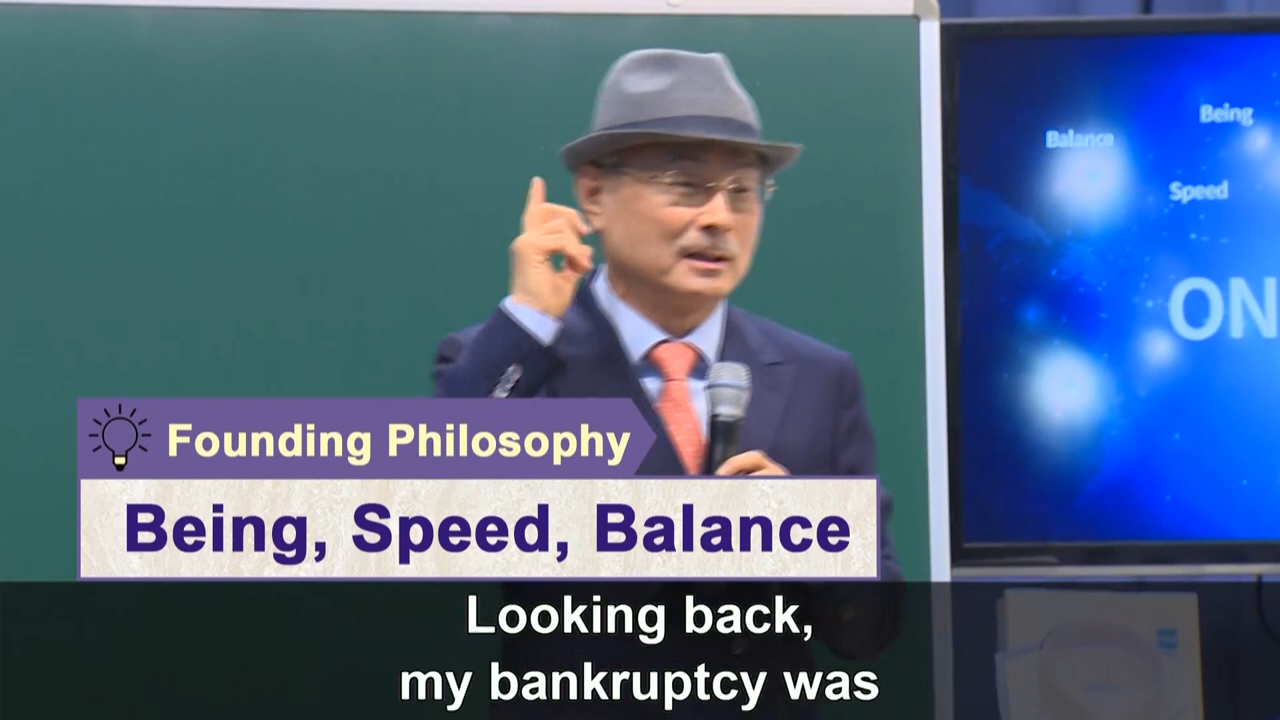 Being
Balance
Speed
ON
Founding Philosophy
Being, Speed, Balance
Looking back,
my bankruptcy was